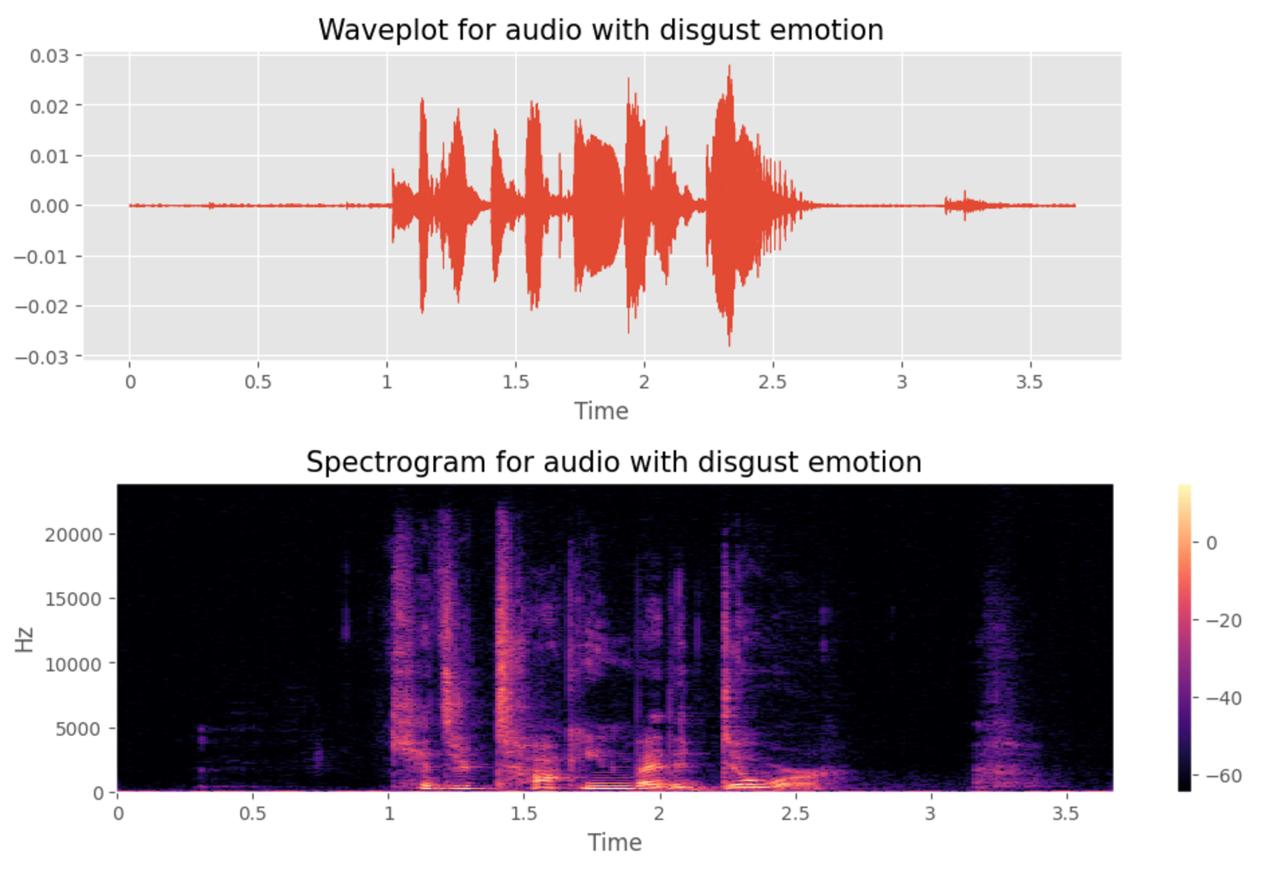 Waveplot for audio with disgust emotion
0.03
0.02
0.01
0.00
−0.01
−0.02
−0.03
0 0.5 1 1.5 2 2.5 3 3.5
Time
Spectrogram for audio with disgust emotion
Hz
20000
15000
10000
5000
0
0 0.5 1 1.5 2 2.5 3 3.5
Time
0
−20
−40
−60